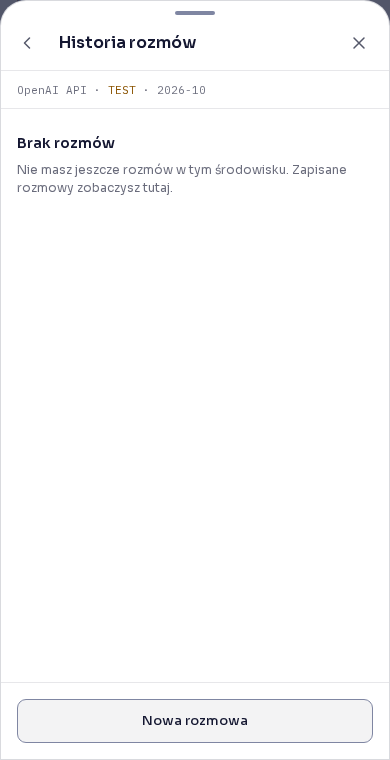 Historia rozmów
OpenAI API · TEST · 2026-10
Brak rozmów
Nie masz jeszcze rozmów w tym środowisku. Zapisane
rozmowy zobaczysz tutaj.
Nowa rozmowa